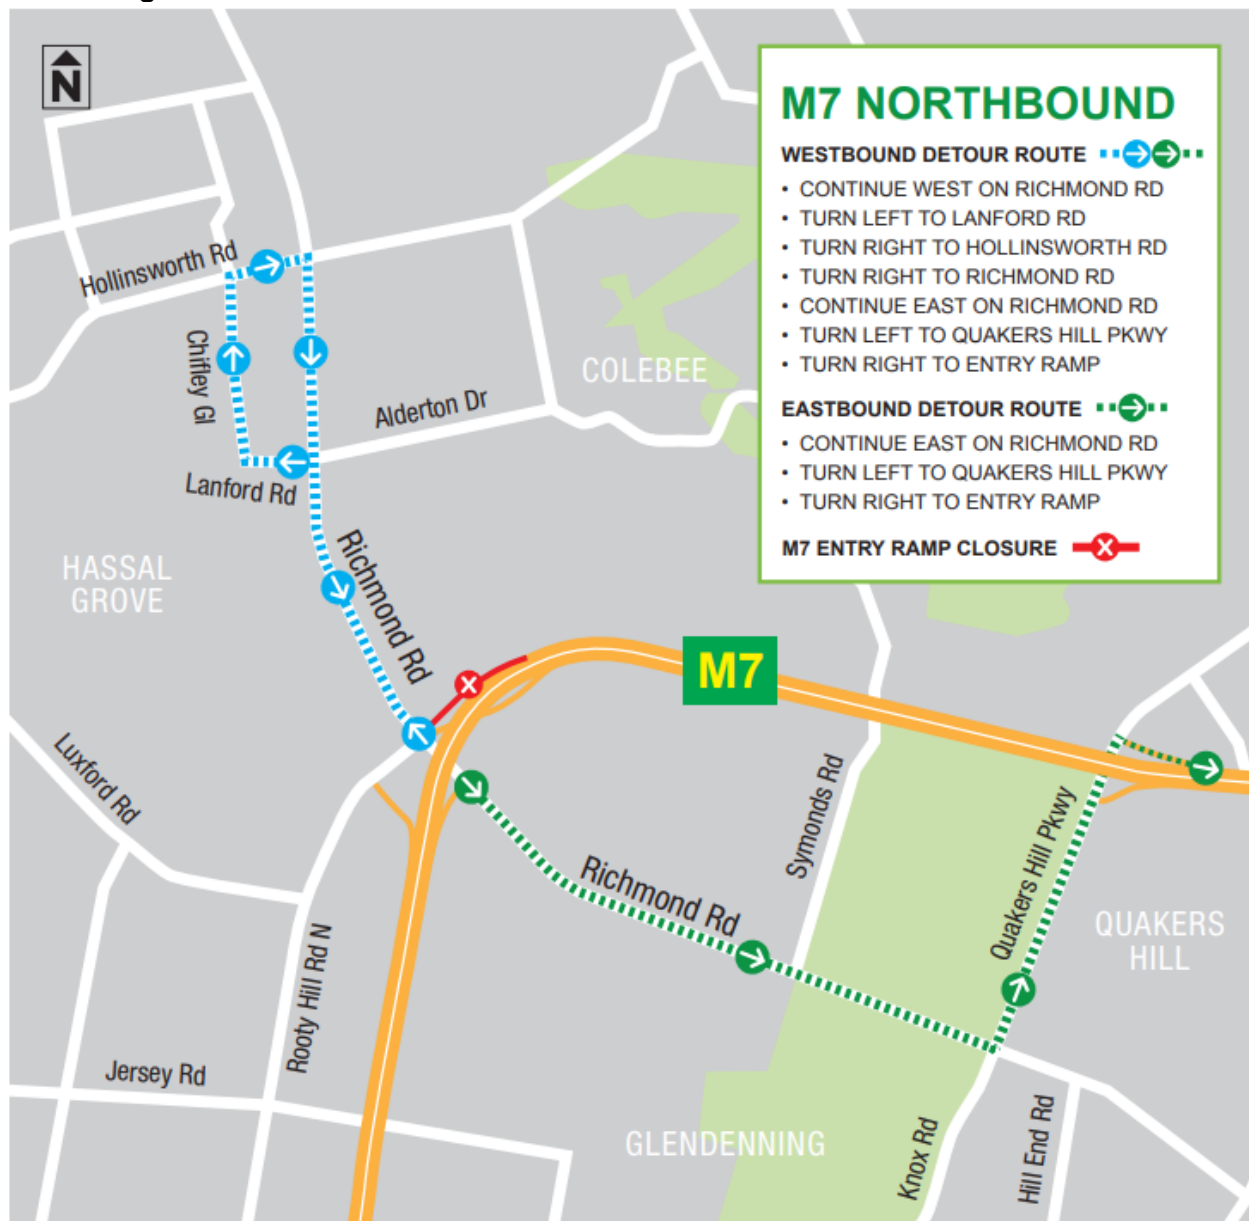 N
M7 NORTHBOUND
WESTBOUND DETOUR ROUTE
• CONTINUE WEST ON RICHMOND RD
• TURN LEFT TO LANFORD RD
• TURN RIGHT TO HOLLINSWORTH RD
• TURN RIGHT TO RICHMOND RD
• CONTINUE EAST ON RICHMOND RD
• TURN LEFT TO QUAKERS HILL PKWY
• TURN RIGHT TO ENTRY RAMP
EASTBOUND DETOUR ROUTE
• CONTINUE EAST ON RICHMOND RD
• TURN LEFT TO QUAKERS HILL PKWY
• TURN RIGHT TO ENTRY RAMP
M7 ENTRY RAMP CLOSURE
Hollinsworth Rd
Chifley Gl
COLEBEE
Alderton Dr
Lanford Rd
HASSAL
GROVE
Richmond Rd
M7
Luxford Rd
Symonds Rd
Quakers Hill Pkwy
Richmond Rd
QUAKERS
HILL
Rooty Hill Rd N
Jersey Rd
GLENDENNING
Knox Rd
Hill End Rd